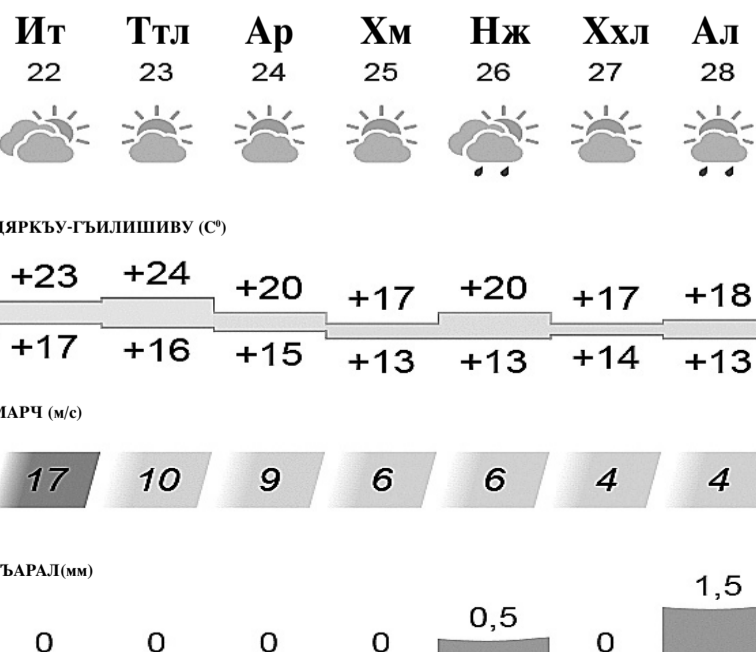 Ит Ттл Ар Хм Нж Ххл Ал
22 23 24 25 26 27 28
ДЯРКЪУ-ГЪИЛИШИВУ (С⁰)
+23 +24 +20 +17 +20 +17 +18
+17 +16 +15 +13 +13 +14 +13
МАРЧ (м/с)
17 10 9 6 6 4 4
ГЪАРАЛ(мм)
0 0 0 0 0,5 0 1,5